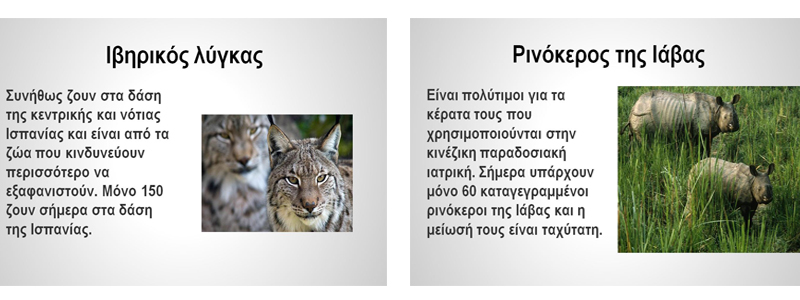 Ιβηρικός λύγκας
Συνήθως ζουν στα δάση
της κεντρικής και νότιας
Ισπανίας και είναι από τα
ζώα που κινδυνεύουν
περισσότερο να
εξαφανιστούν. Μόνο 150
ζουν σήμερα στα δάση
της Ισπανίας.
Ρινόκερος της Ιάβας
Είναι πολύτιμοι για τα
κέρατα τους που
χρησιμοποιούνται στην
κινέζικη παραδοσιακή
ιατρική. Σήμερα υπάρχουν
μόνο 60 καταγεγραμμένοι
ρινόκεροι της Ιάβας και η
μείωσή τους είναι ταχύτατη.